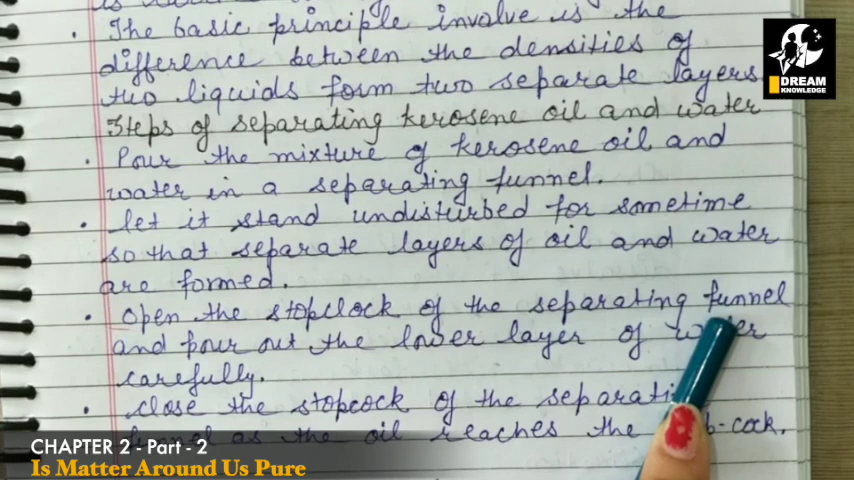 The basic principle involve is the
difference between the densities of
two liquids form two separate layers.
Steps of separating kerosene oil and water
• Pour the mixture of kerosene oil and
water in a separating funnel.
• let it stand undisturbed for sometime
so that separate layers of oil and water
are formed.
• Open the stopclock of the separating funnel
and pour out the lower layer of water
carefully.
• close the stopcock of the
as the oil reaches the
DREAM
KNOWLEDGE
CHAPTER 2 - Part - 2
Is Matter Around Us Pure